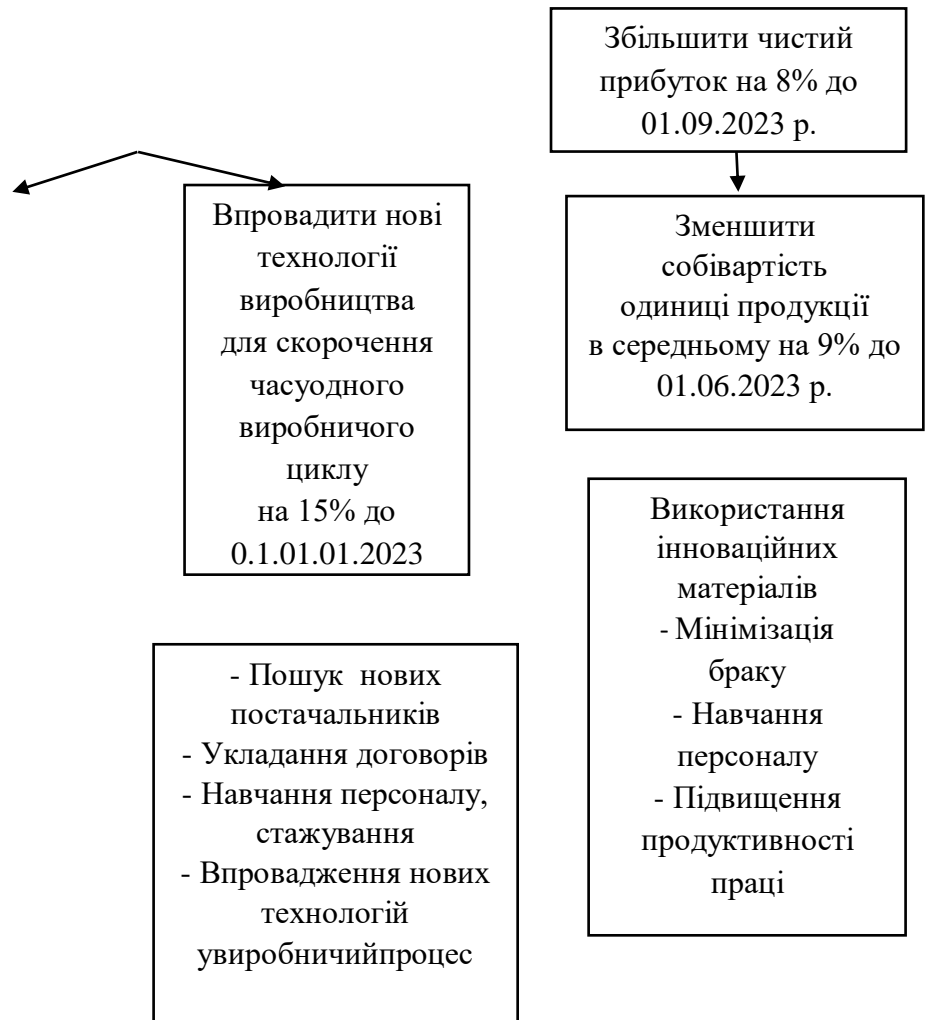 Збільшити чистий
прибуток на 8% до
01.09.2023 р.
Впровадити нові
технології
виробництва
для скорочення
часуодного
виробничого
циклу
на 15% до
0.1.01.01.2023
Зменшити
собівартість
одиниці продукції
в середньому на 9% до
01.06.2023 р.
- Пошук нових
постачальників
- Укладання договорів
- Навчання персоналу,
стажування
- Впровадження нових
технологій
увиробничийпроцес
Використання
інноваційних
матеріалів
- Мінімізація
браку
- Навчання
персоналу
- Підвищення
продуктивності
праці